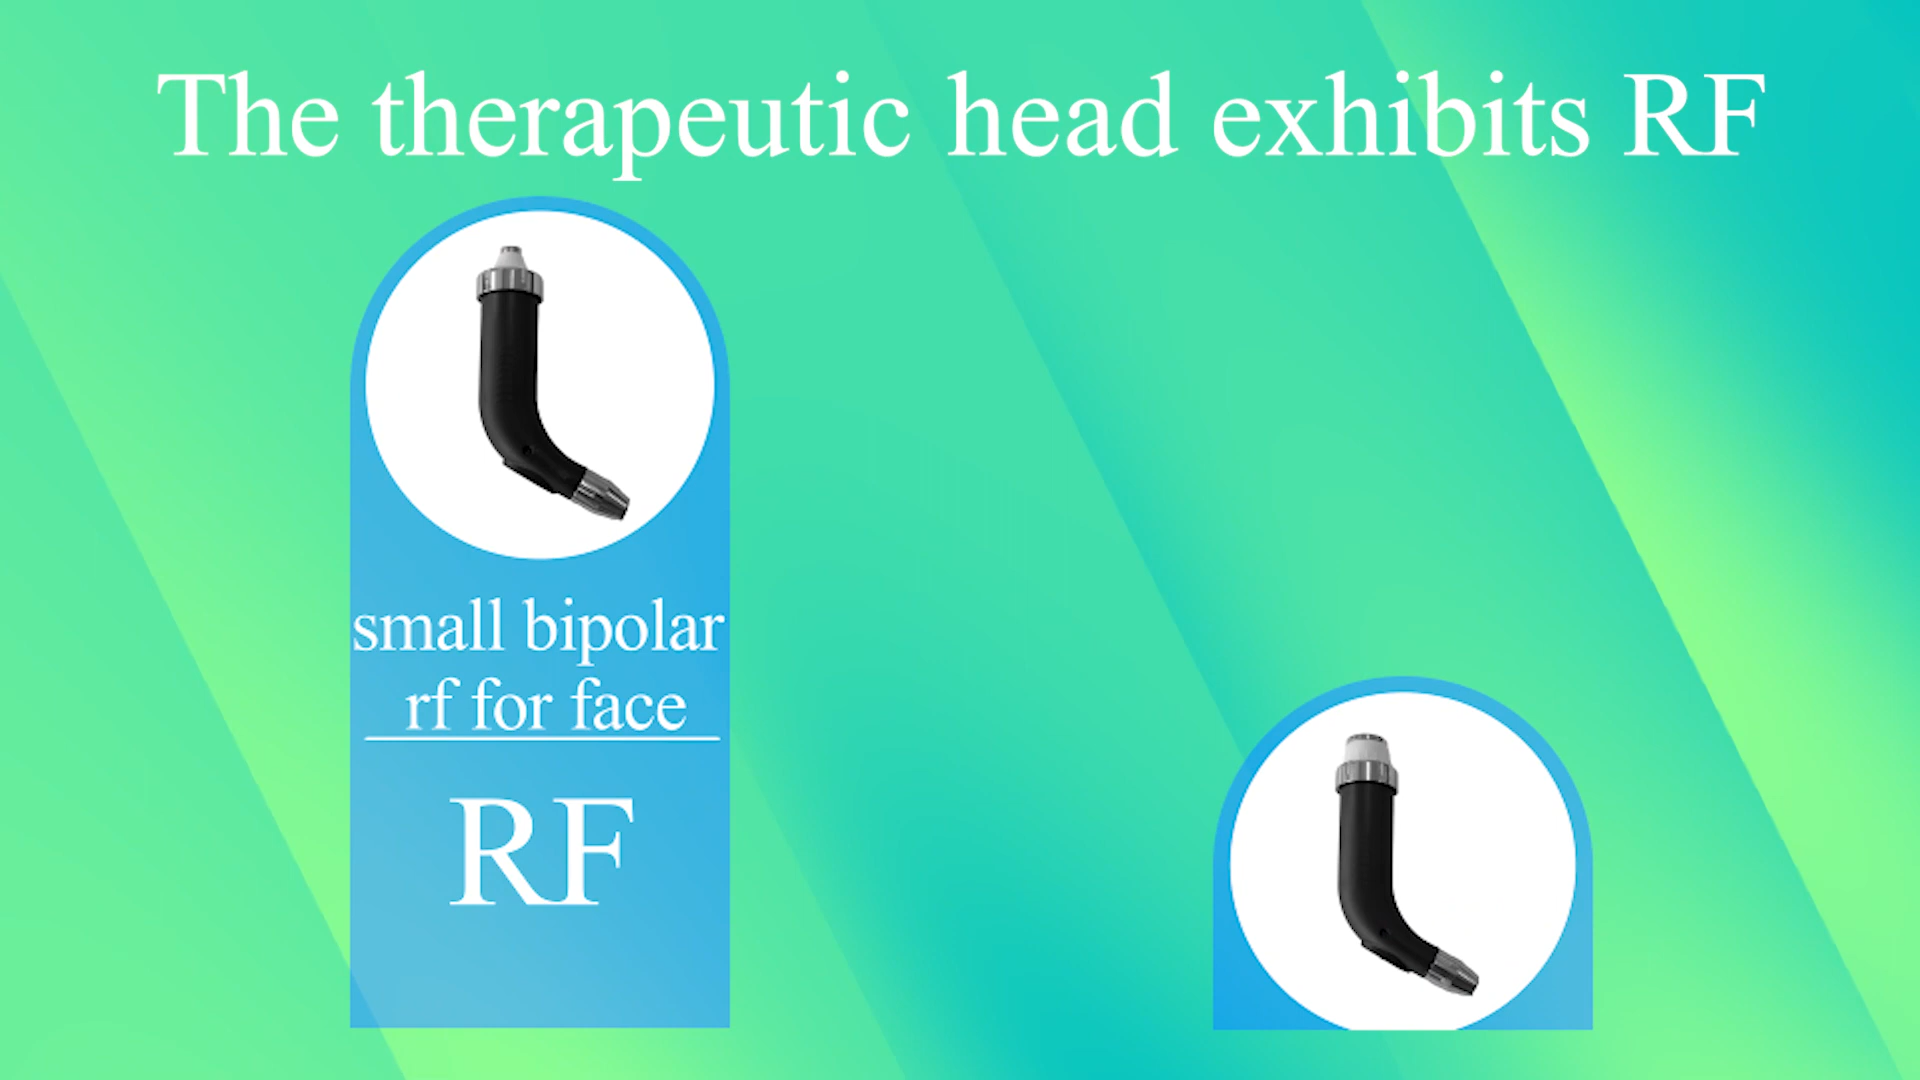 The therapeutic head exhibits RF
small bipolar
rf for face
RF